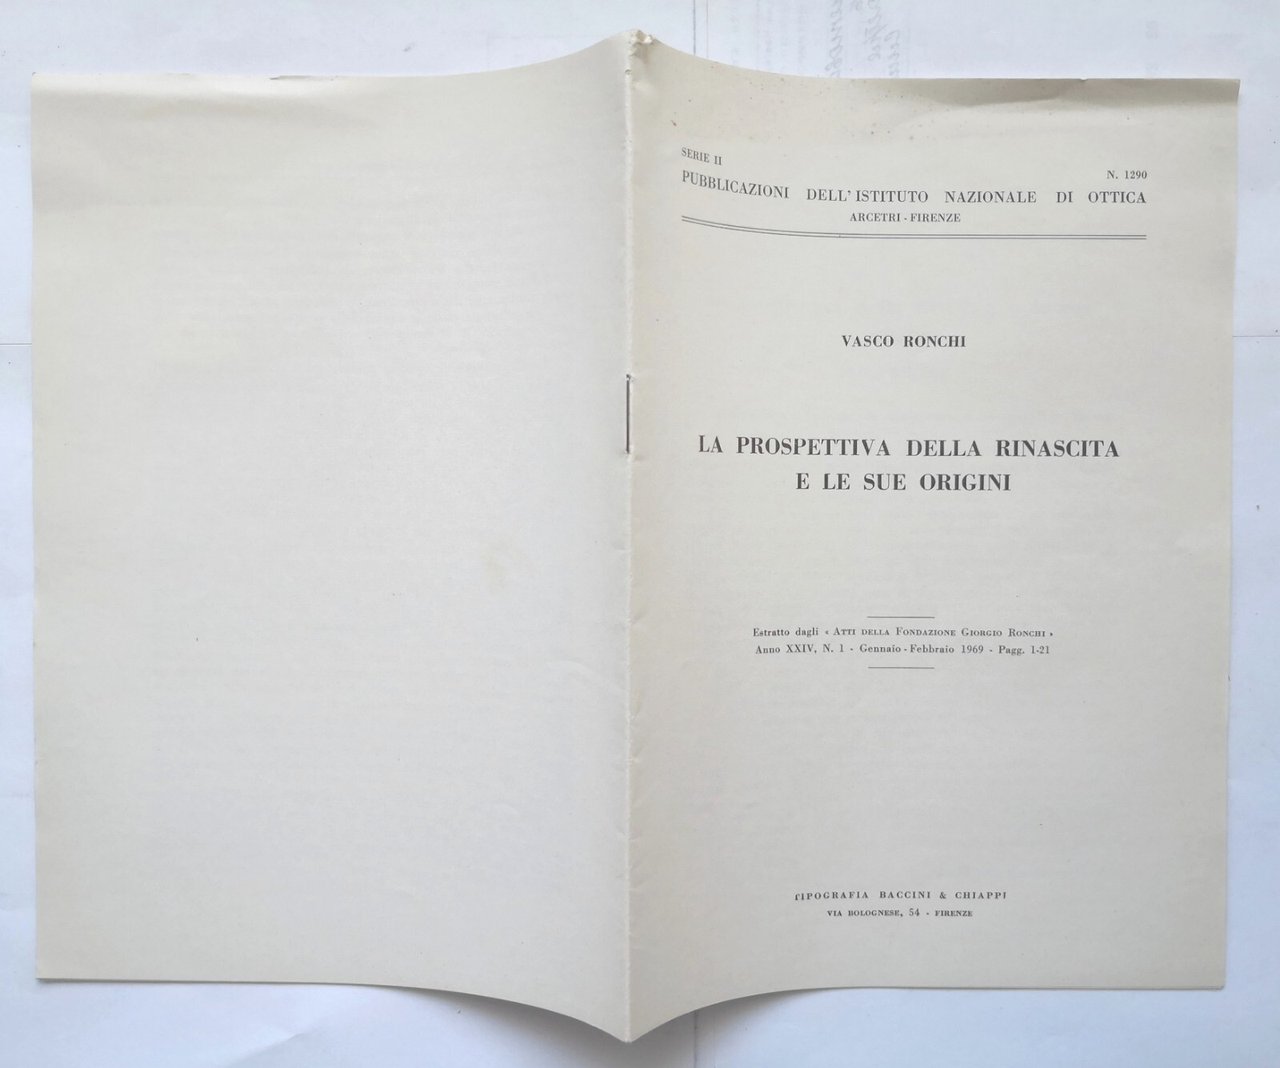 SERIE II
N. 1290
PUBBLICAZIONI DELL'ISTITUTO NAZIONALE DI OTTICA
ARCETRI - FIRENZE
VASCO RONCHI
LA PROSPETTIVA DELLA RINASCITA
E LE SUE ORIGINI
Estratto dagli « ATTI DELLA FONDAZIONE GIORGIO RONCHI »
Anno XXIV, N. 1 - Gennaio - Febbraio 1969 - Pagg. 1-21
TIPOGRAFIA BACCINI & CHIAPPI
VIA BOLOGNESE, 54 - FIRENZE